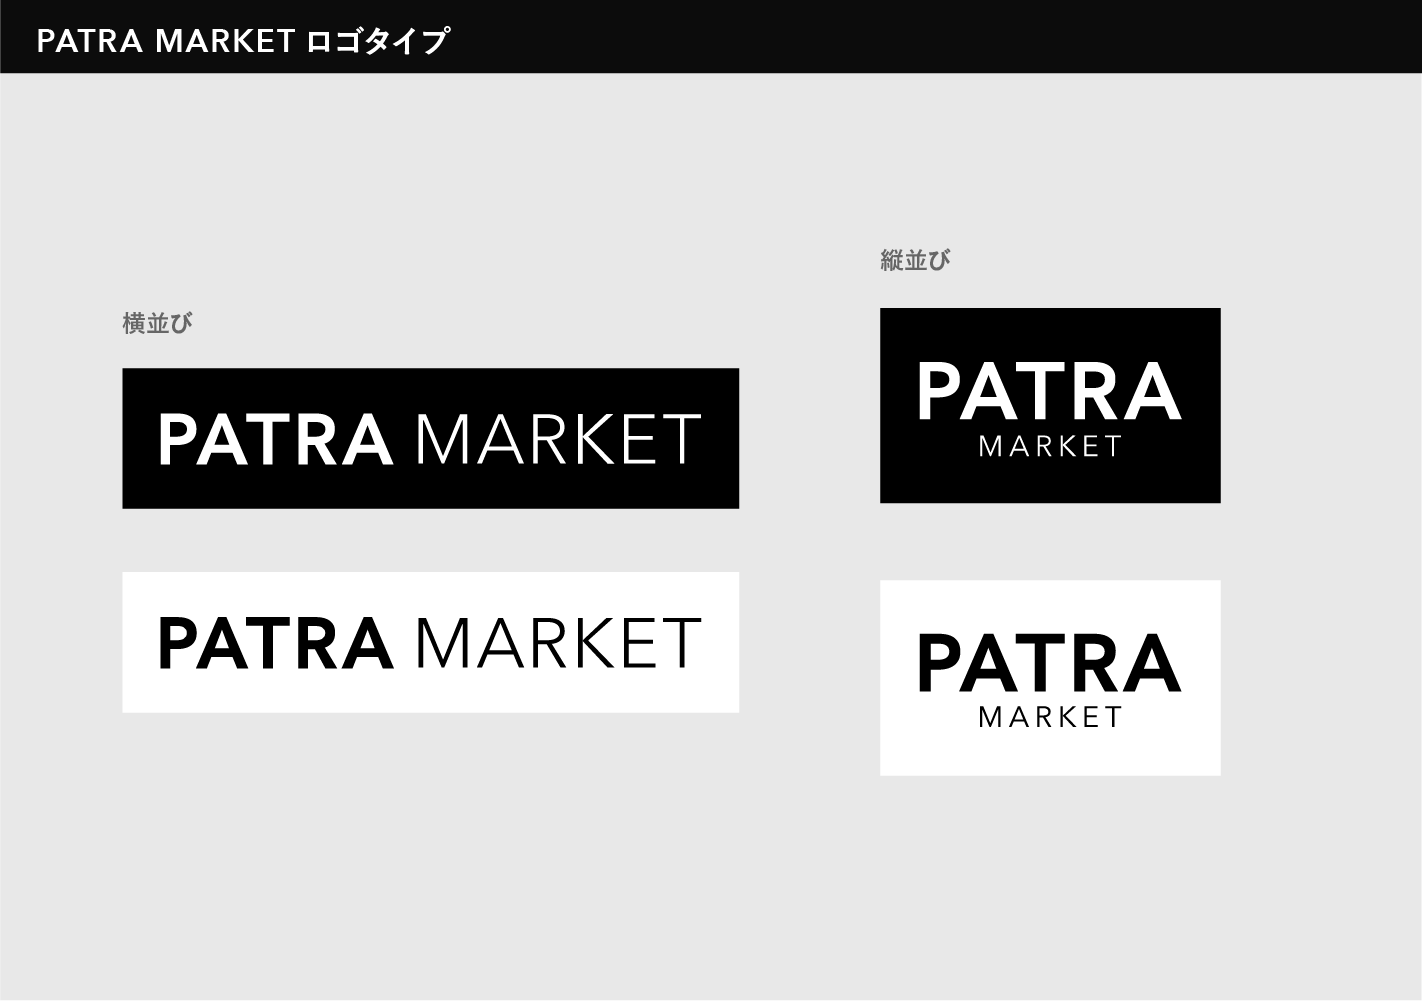 PATRA MARKET ロゴタイプ
横並び
PATRA MARKET
PATRA MARKET
縦並び
PATRA
MARKET
PATRA
MARKET